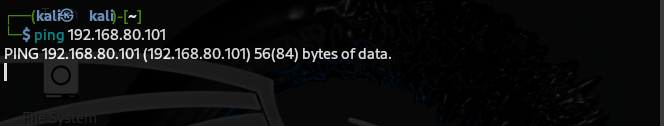 ┌──(kali㉿kali)-[~]
└─$ ping 192.168.80.101
PING 192.168.80.101 (192.168.80.101) 56(84) bytes of data.
File System